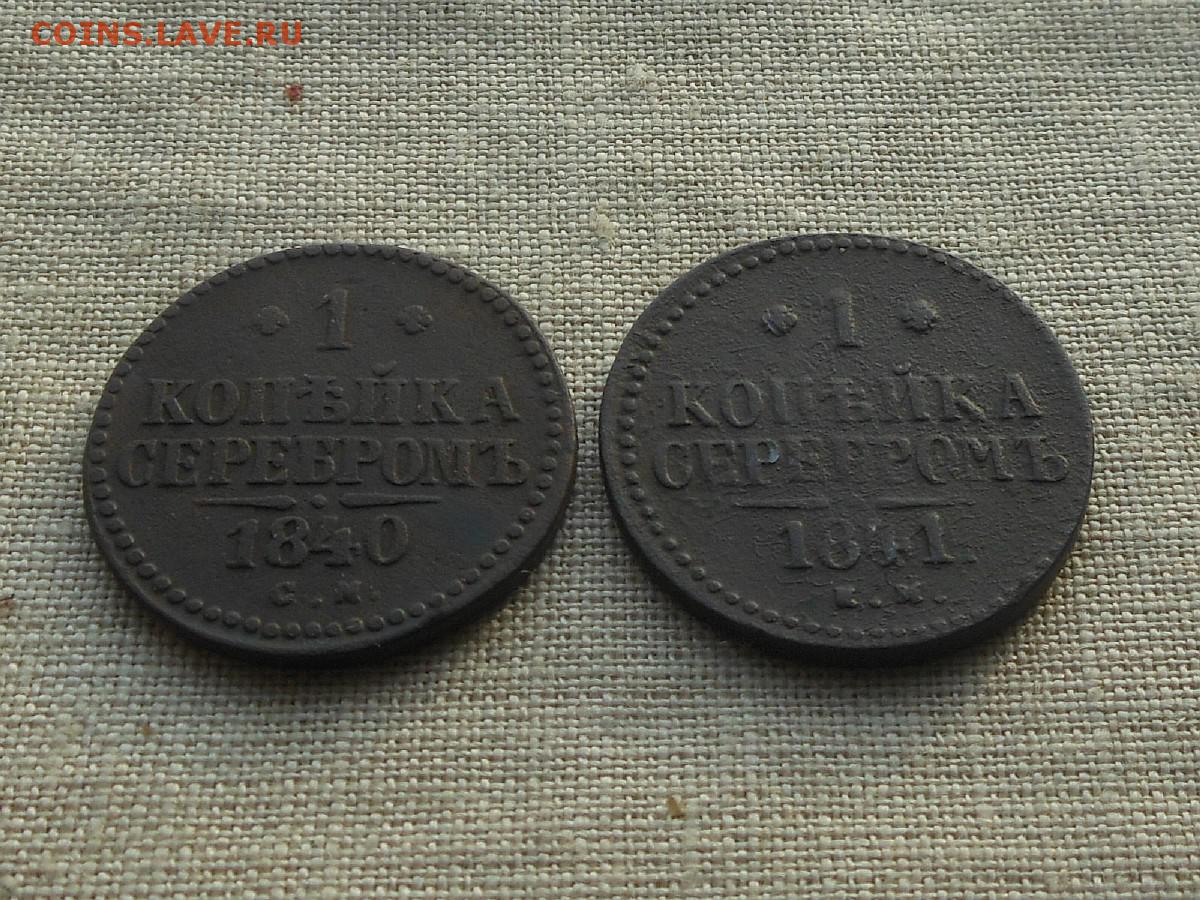 COINS.LAVE.RU
1
КОПѢЙКА
СЕРЕБРОМЪ
1840
С.М.
1
КОПѢЙКА
СЕРЕБРОМЪ
1841.
Е.М.